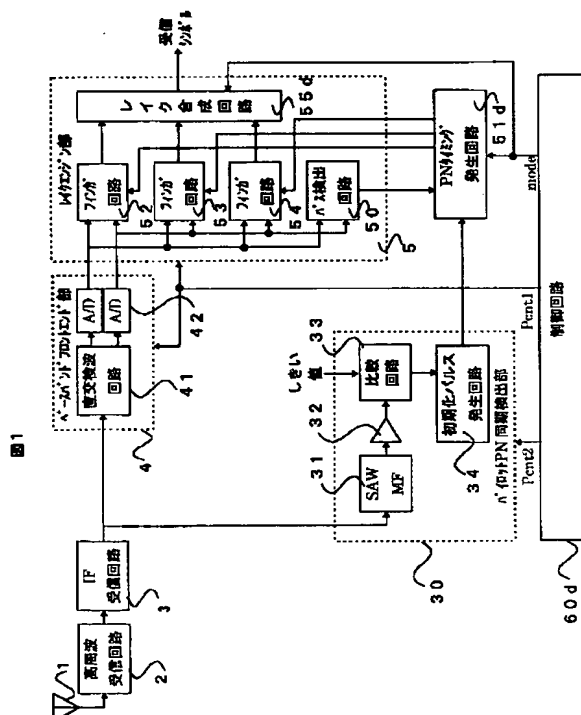 図1
1
高周波
受信回路
2
IF
受信回路
3
ベースバンドフロントエンド部
直交検波
回路
41
A/D
A/D
42
4
レイクエンジン部
フィンガ
回路
52
フィンガ
回路
53
フィンガ
回路
54
パス検出
回路
50
レイク合成回路
55d
5
受信
シンボル
SAW
MF
31
32
しきい
値
比較
回路
33
初期化パルス
発生回路
34
パイロットPN同期検出部
30
PNタイミング
発生回路
51d
mode
Pcnt1
Pcnt2
制御回路
60d